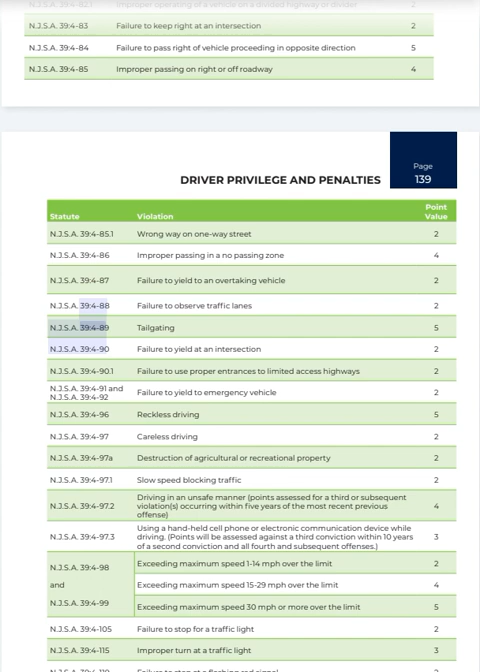 N.J.S.A. 39:4-82.1 Improper operating of a vehicle on a divided highway or divider 2
N.J.S.A. 39:4-83 Failure to keep right at an intersection 2
N.J.S.A. 39:4-84 Failure to pass right of vehicle proceeding in opposite direction 5
N.J.S.A. 39:4-85 Improper passing on right or off roadway 4
Page
DRIVER PRIVILEGE AND PENALTIES 139
Point
Statute Violation Value
N.J.S.A. 39:4-85.1 Wrong way on one-way street 2
N.J.S.A. 39:4-86 Improper passing in a no passing zone 4
N.J.S.A. 39:4-87 Failure to yield to an overtaking vehicle 2
N.J.S.A. 39:4-88 Failure to observe traffic lanes 2
N.J.S.A. 39:4-89 Tailgating 5
N.J.S.A. 39:4-90 Failure to yield at an intersection 2
N.J.S.A. 39:4-90.1 Failure to use proper entrances to limited access highways 2
N.J.S.A. 39:4-91 and
N.J.S.A. 39:4-92 Failure to yield to emergency vehicle 2
N.J.S.A. 39:4-96 Reckless driving 5
N.J.S.A. 39:4-97 Careless driving 2
N.J.S.A. 39:4-97a Destruction of agricultural or recreational property 2
N.J.S.A. 39:4-97.1 Slow speed blocking traffic 2
Driving in an unsafe manner (points assessed for a third or subsequent
N.J.S.A. 39:4-97.2 violation(s) occurring within five years of the most recent previous 4
offense)
Using a hand-held cell phone or electronic communication device while
N.J.S.A. 39:4-97.3 driving. (Points will be assessed against a third conviction within 10 years 3
of a second conviction and all fourth and subsequent offenses.)
N.J.S.A. 39:4-98 Exceeding maximum speed 1-14 mph over the limit 2
and Exceeding maximum speed 15-29 mph over the limit 4
N.J.S.A. 39:4-99 Exceeding maximum speed 30 mph or more over the limit 5
N.J.S.A. 39:4-105 Failure to stop for a traffic light 2
N.J.S.A. 39:4-115 Improper turn at a traffic light 3